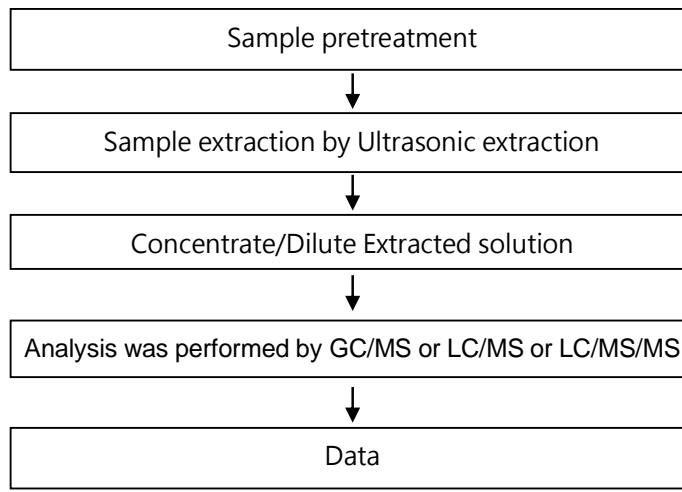 Sample pretreatment
Sample extraction by Ultrasonic extraction
Concentrate/Dilute Extracted solution
Analysis was performed by GC/MS or LC/MS or LC/MS/MS
Data